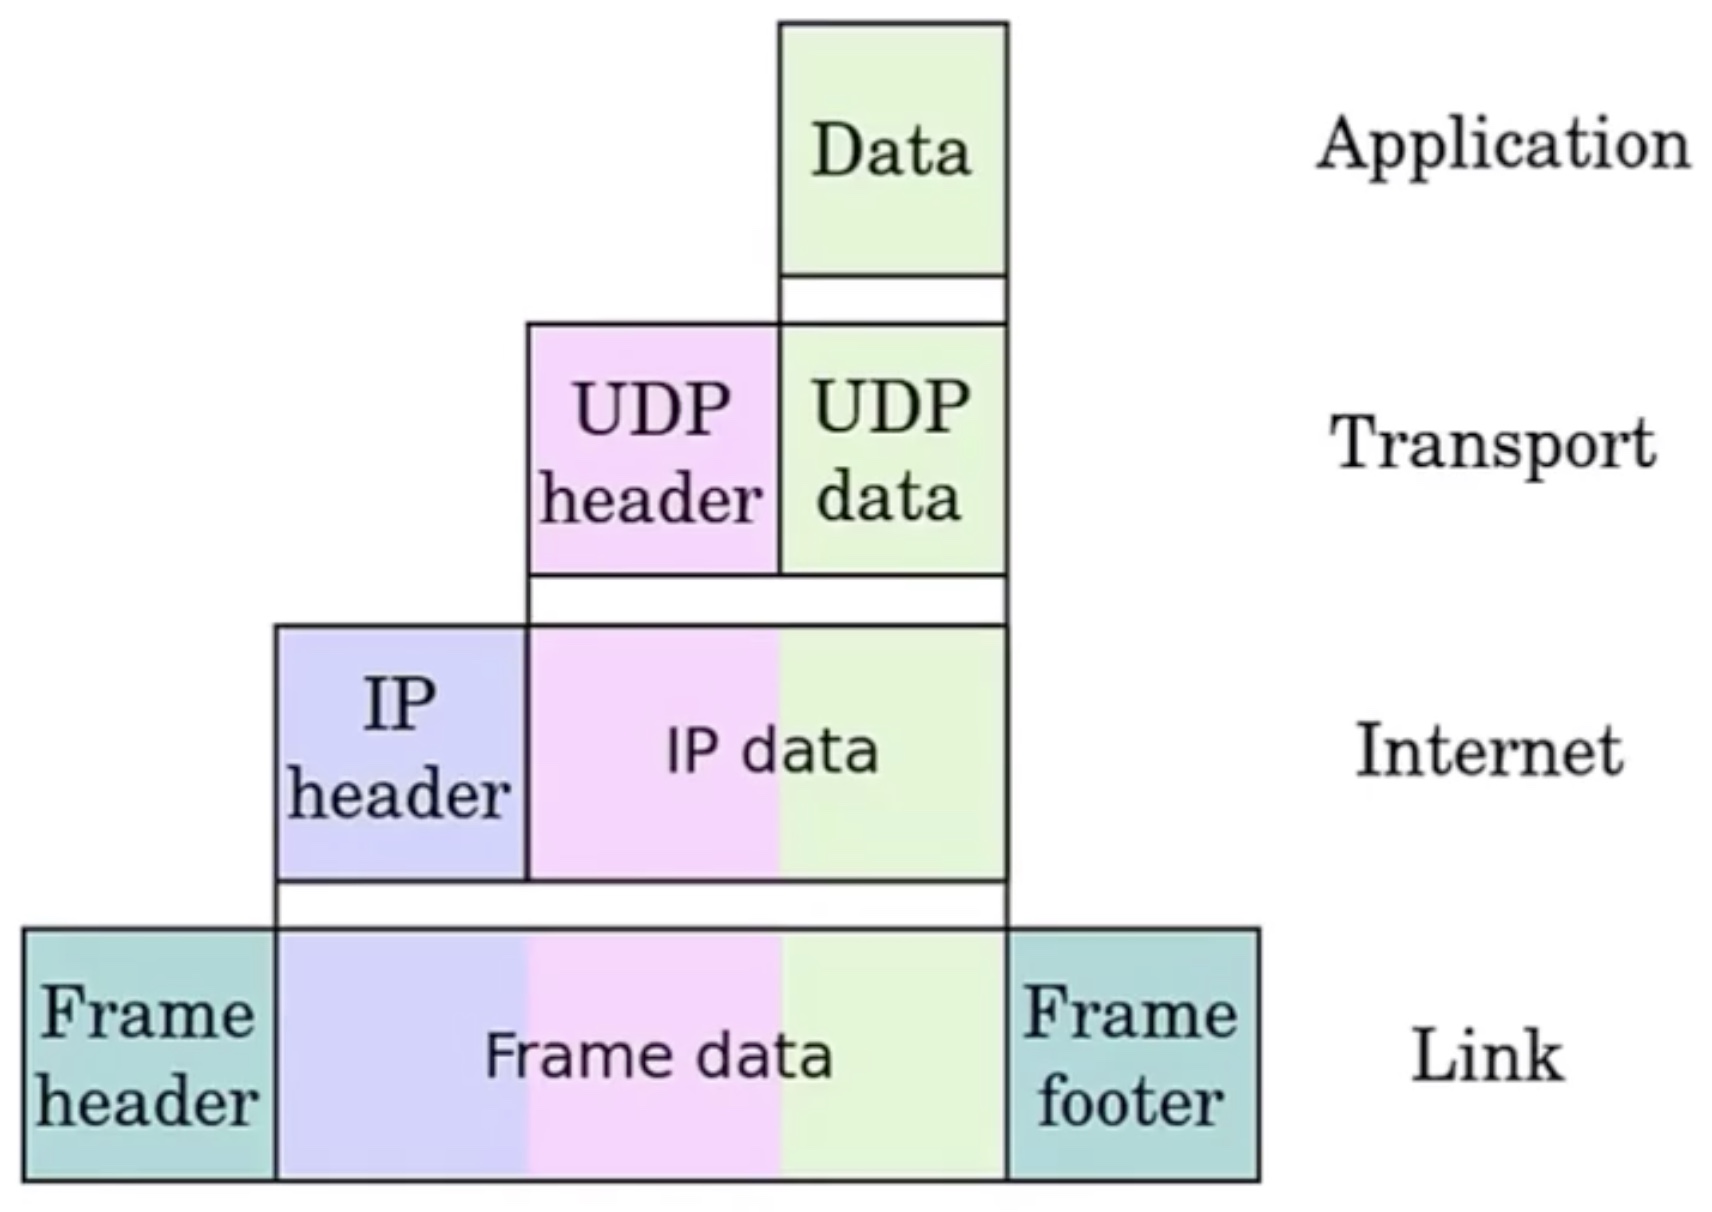 Data
Application
UDP
header
UDP
data
Transport
IP
header
IP data
Internet
Frame
header
Frame data
Frame
footer
Link